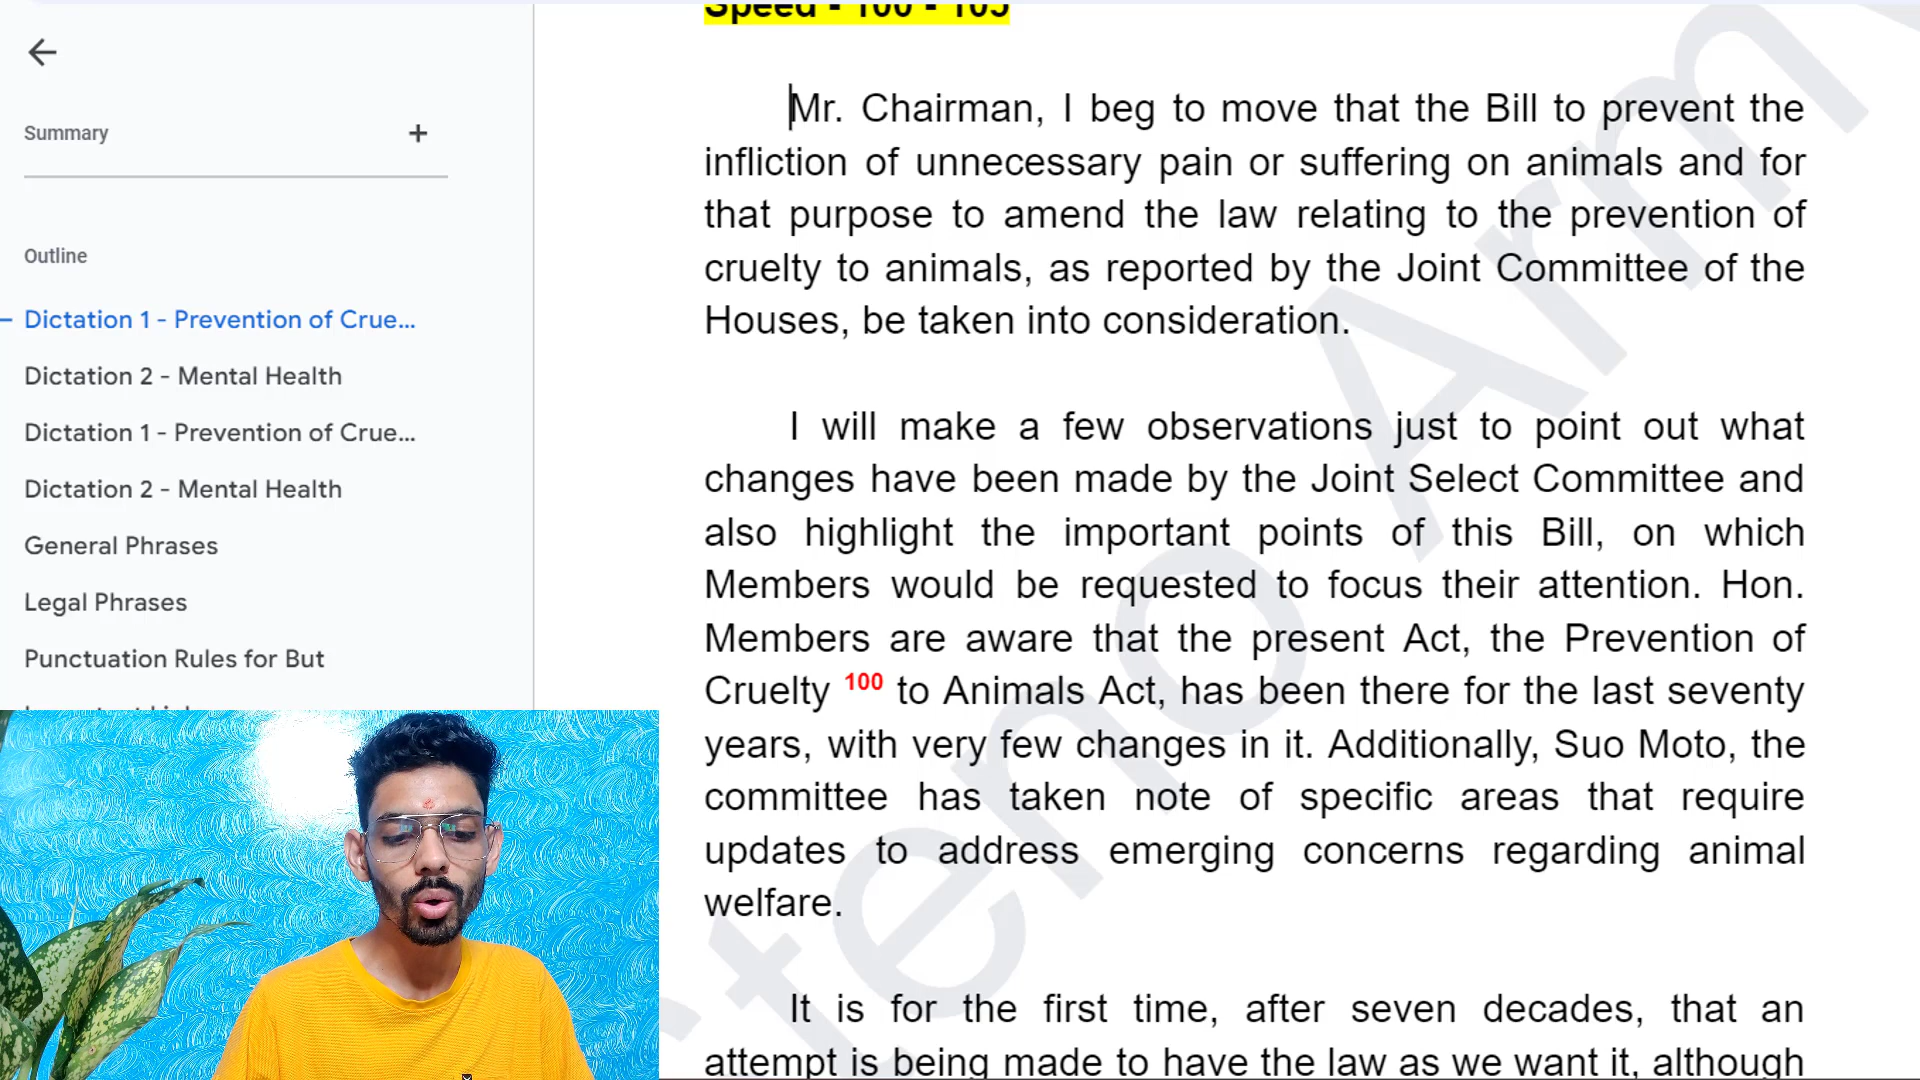 Speed - 100 - 105
Summary
Outline
Dictation 1 - Prevention of Crue...
Dictation 2 - Mental Health
Dictation 1 - Prevention of Crue...
Dictation 2 - Mental Health
General Phrases
Legal Phrases
Punctuation Rules for But
Mr. Chairman, I beg to move that the Bill to prevent the
infliction of unnecessary pain or suffering on animals and for
that purpose to amend the law relating to the prevention of
cruelty to animals, as reported by the Joint Committee of the
Houses, be taken into consideration.
I will make a few observations just to point out what
changes have been made by the Joint Select Committee and
also highlight the important points of this Bill, on which
Members would be requested to focus their attention. Hon.
Members are aware that the present Act, the Prevention of
Cruelty 100 to Animals Act, has been there for the last seventy
years, with very few changes in it. Additionally, Suo Moto, the
committee has taken note of specific areas that require
updates to address emerging concerns regarding animal
welfare.
It is for the first time, after seven decades, that an
attempt is being made to have the law as we want it, although
Steno Army